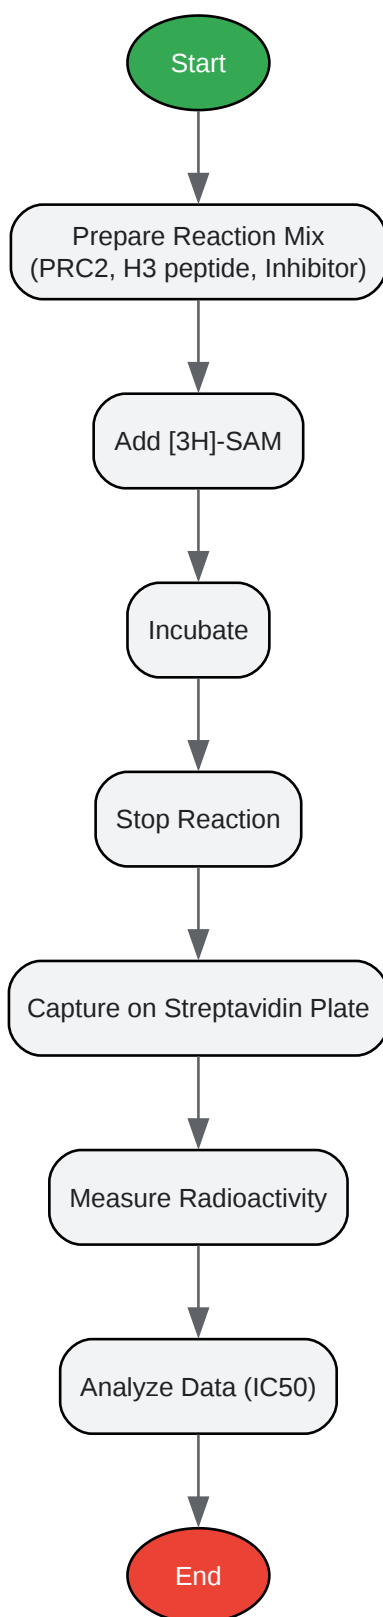 Start
Prepare Reaction Mix
(PRC2, H3 peptide, Inhibitor)
Add [3H]-SAM
Incubate
Stop Reaction
Capture on Streptavidin Plate
Measure Radioactivity
Analyze Data (IC50)
End